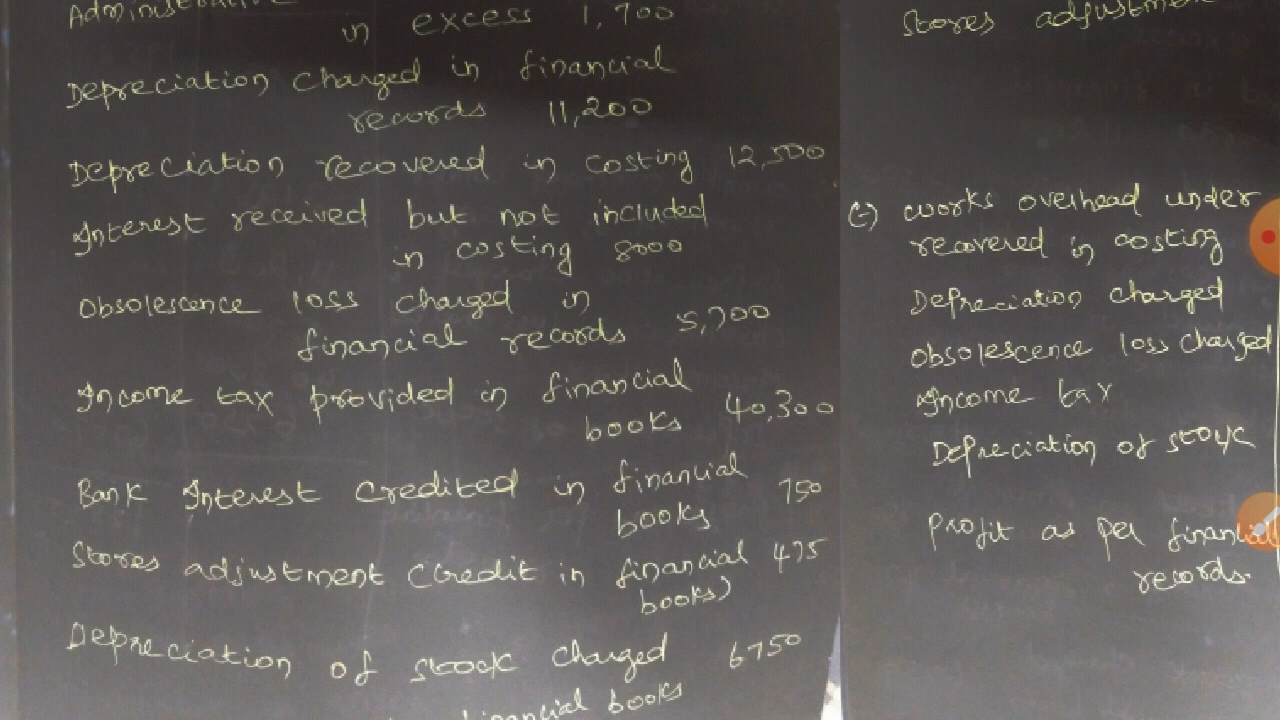 Administrative
in excess 1,700
Depreciation charged in financial
records 11,200
Depreciation recovered in costing 12,500
Interest received but not included
in costing 8000
Obsolescence loss charged in
financial records 5,700
Income tax provided in financial
books 40,300
Bank Interest credited in financial
books 750
Stores adjustment (credit in financial 475
books)
Depreciation of stock charged 6750
financial books
Stores adjustment
(-) works overhead under
recovered in costing
Depreciation charged
Obsolescence loss charged
Income tax
Depreciation of stock
Profit as per financial
records.